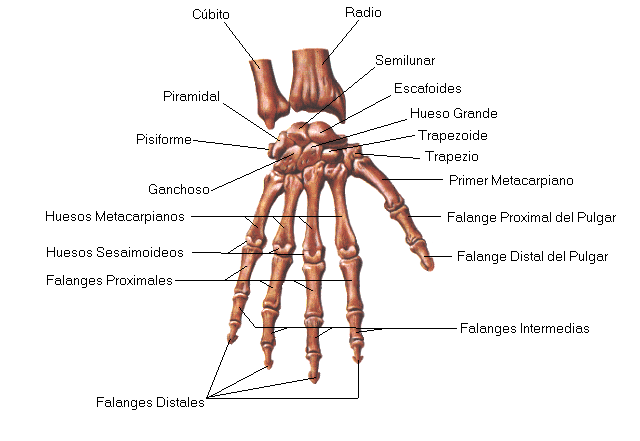 Cúbito
Radio
Semilunar
Escafoides
Piramidal
Hueso Grande
Trapezoide
Pisiforme
Trapezio
Primer Metacarpiano
Ganchoso
Huesos Metacarpianos
Falange Proximal del Pulgar
Huesos Sesaimoideos
Falange Distal del Pulgar
Falanges Proximales
Falanges Intermedias
Falanges Distales